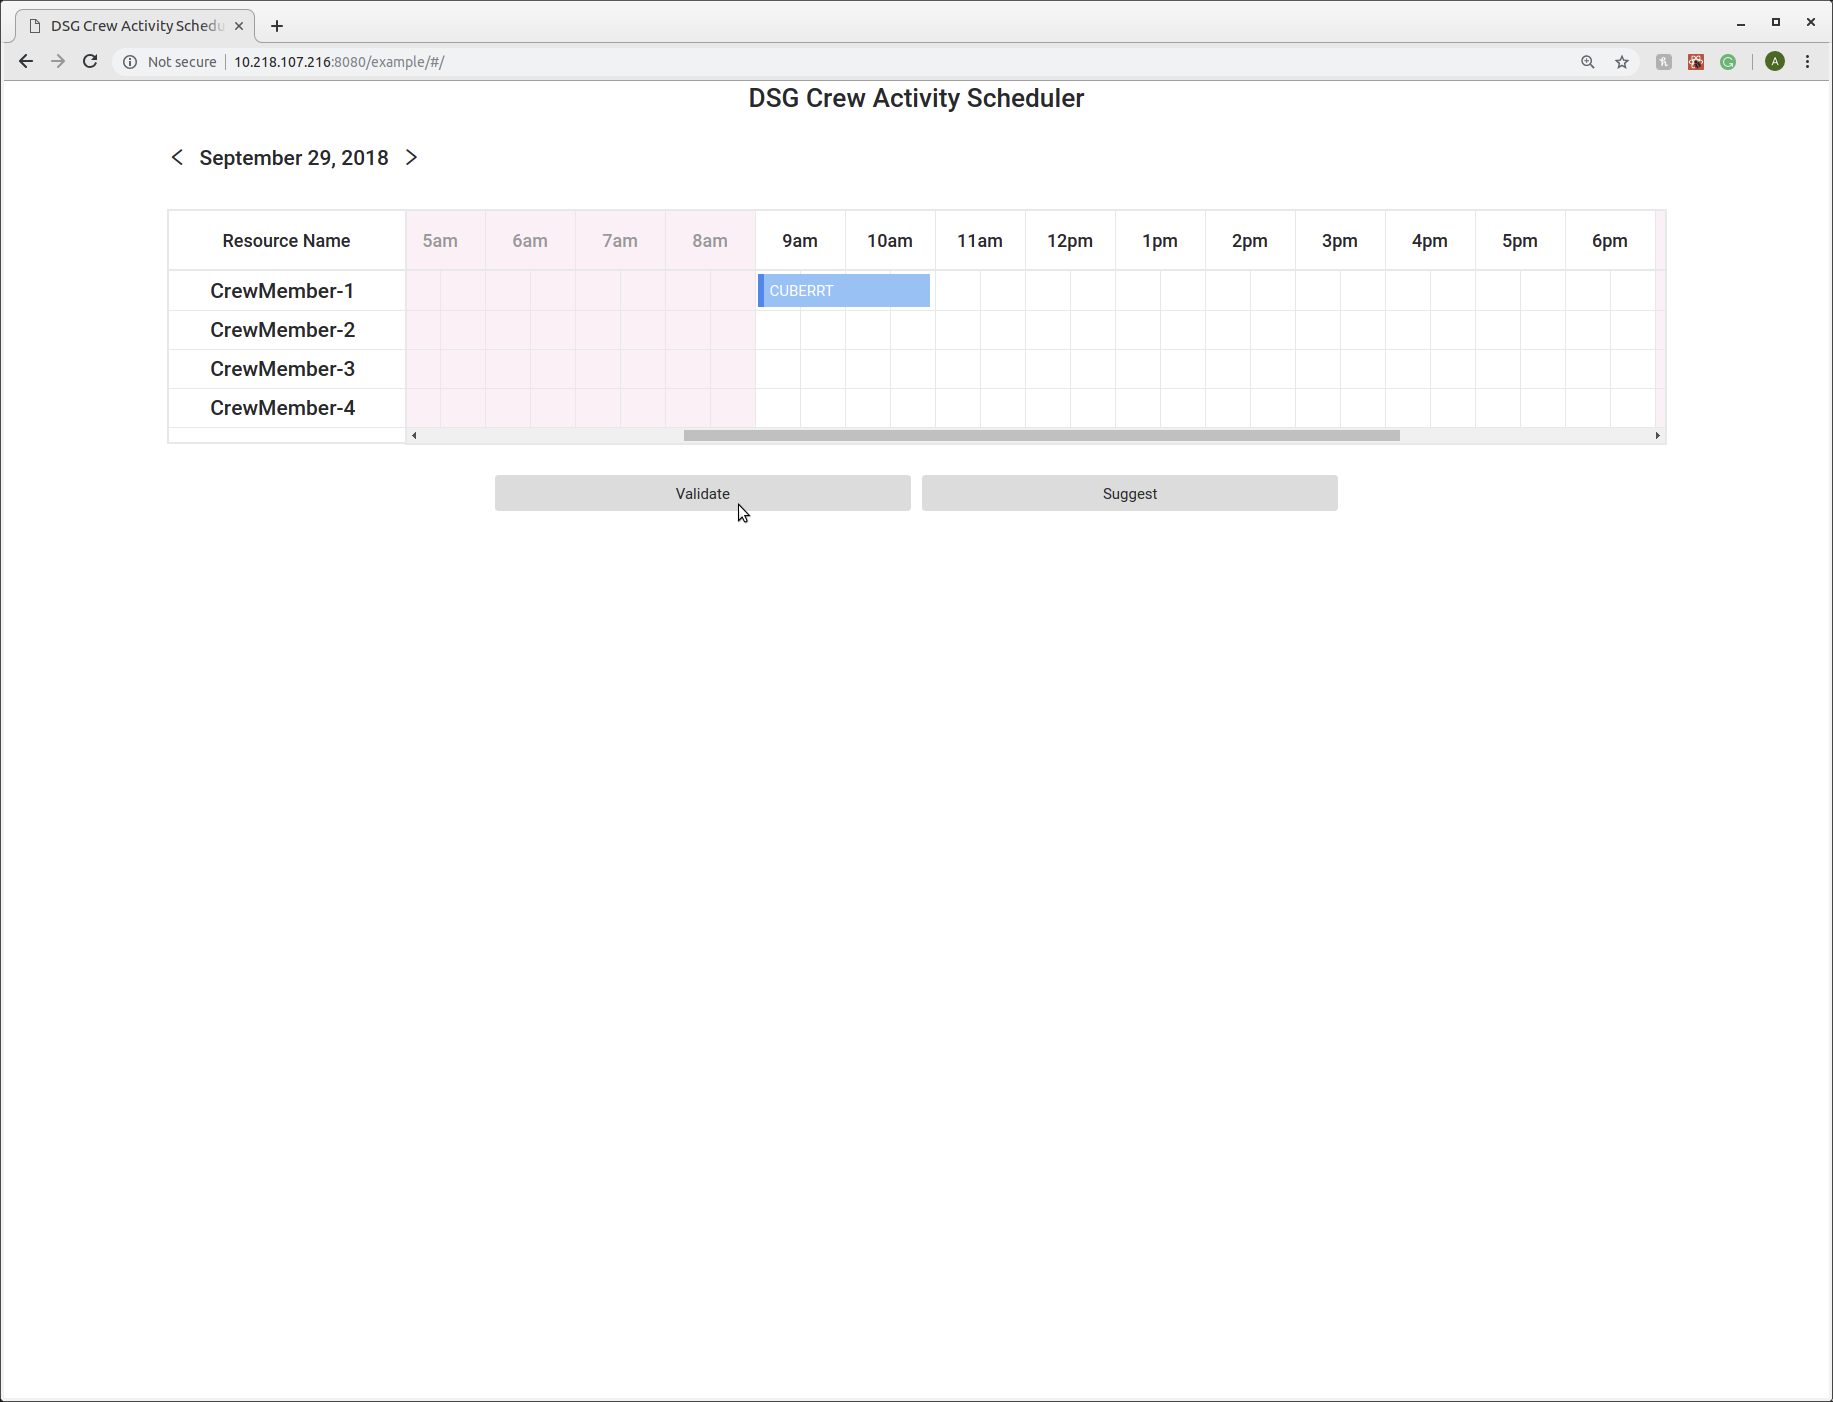 DSG Crew Activity Schedu
Not secure 10.218.107.216:8080/example/#/
A
DSG Crew Activity Scheduler
September 29, 2018
Resource Name 5am 6am 7am 8am 9am 10am 11am 12pm 1pm 2pm 3pm 4pm 5pm 6pm
CrewMember-1 CUBERRT
CrewMember-2
CrewMember-3
CrewMember-4
Validate Suggest